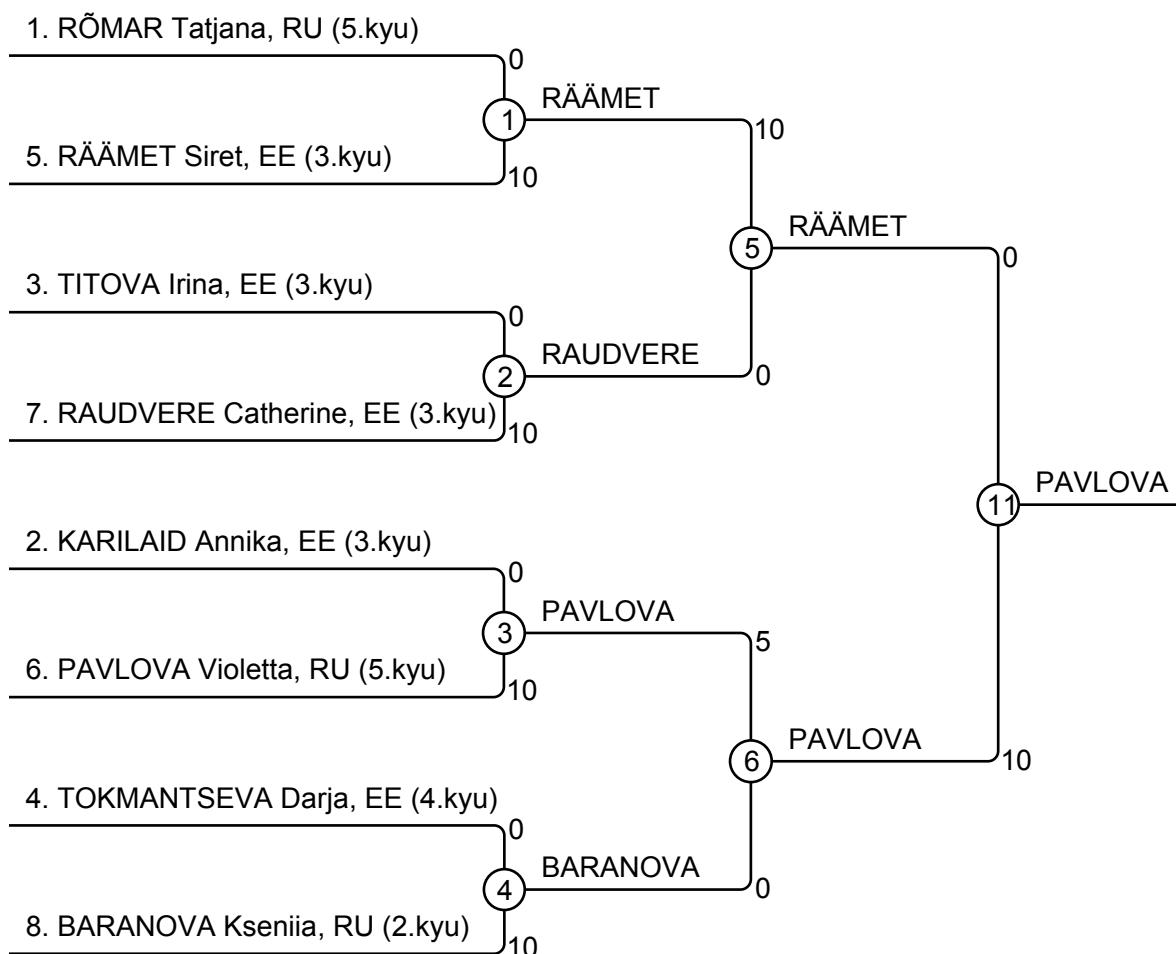 1. RÕMAR Tatjana, RU (5.kyu)
0
RÄÄMET
1
10
5. RÄÄMET Siret, EE (3.kyu)
10
RÄÄMET
5
0
3. TITOVA Irina, EE (3.kyu)
0
RAUDVERE
2
0
7. RAUDVERE Catherine, EE (3.kyu)
10
PAVLOVA
11
2. KARILAID Annika, EE (3.kyu)
0
PAVLOVA
3
5
6. PAVLOVA Violetta, RU (5.kyu)
10
PAVLOVA
6
10
4. TOKMANTSEVA Darja, EE (4.kyu)
0
BARANOVA
4
0
8. BARANOVA Kseniia, RU (2.kyu)
10